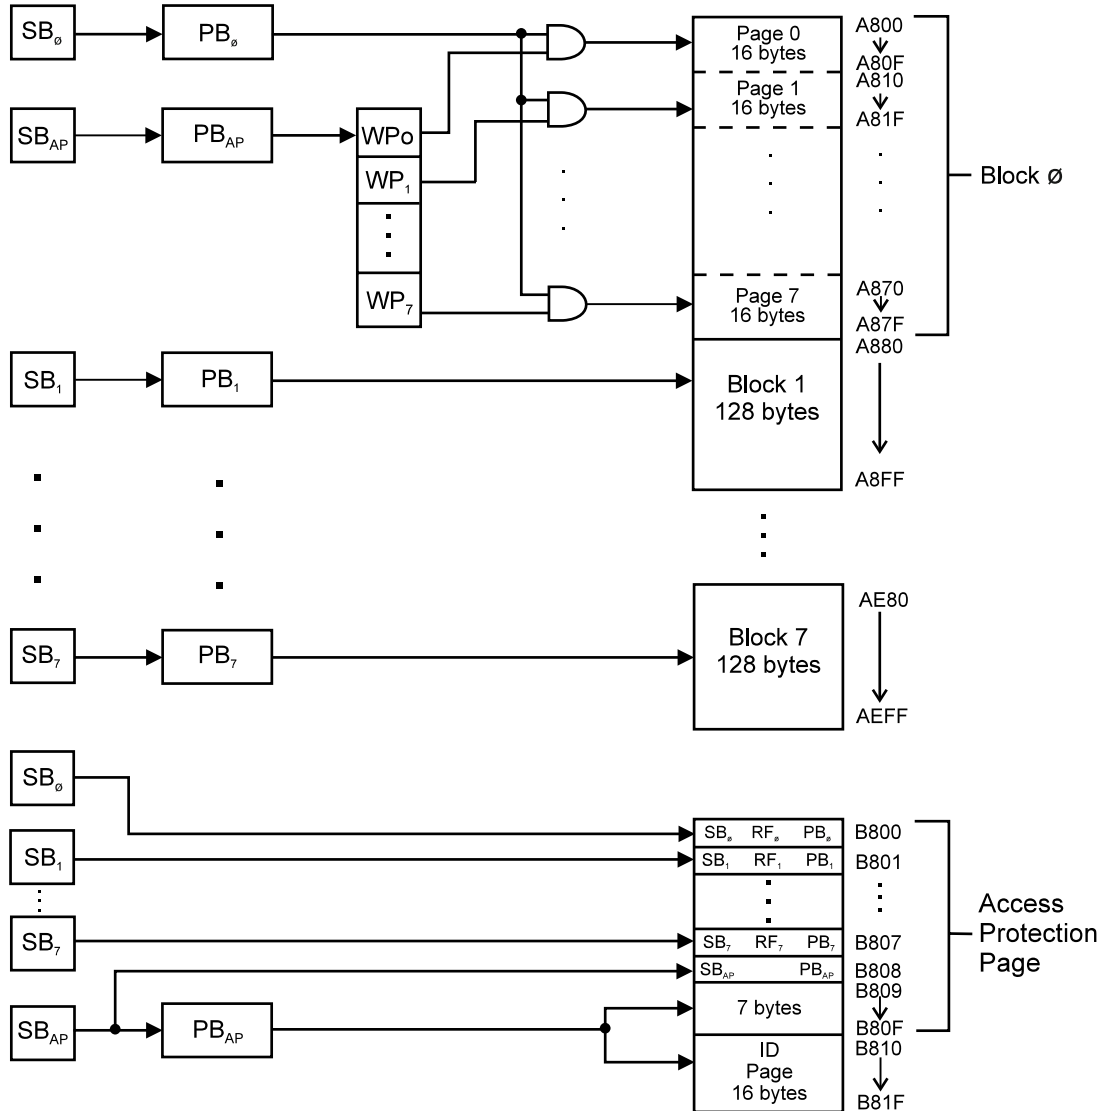 SBø
PBø
Page 0
16 bytes
A800
A80F
A810
Page 1
16 bytes
A81F
SBAP
PBAP
WPo
WP1
WP7
Block ø
Page 7
16 bytes
A870
A87F
A880
SB1
PB1
Block 1
128 bytes
A8FF
SB7
PB7
Block 7
128 bytes
AE80
AEFF
SBø
SB1
SB7
SBAP
PBAP
SBø RFø PBø
B800
SB1 RF1 PB1
B801
SB7 RF7 PB7
B807
SBAP PBAP
B808
B809
7 bytes
B80F
B810
ID
Page
16 bytes
B81F
Access
Protection
Page